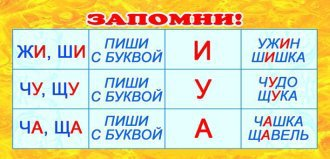 ЗАПОМНИ!
ЖИ, ШИ
ПИШИ
С БУКВОЙ
И
УЖИН
ШИШКА
ЧУ, ЩУ
ПИШИ
С БУКВОЙ
У
ЧУДО
ЩУКА
ЧА, ЩА
ПИШИ
С БУКВОЙ
А
ЧАШКА
ЩАВЕЛЬ